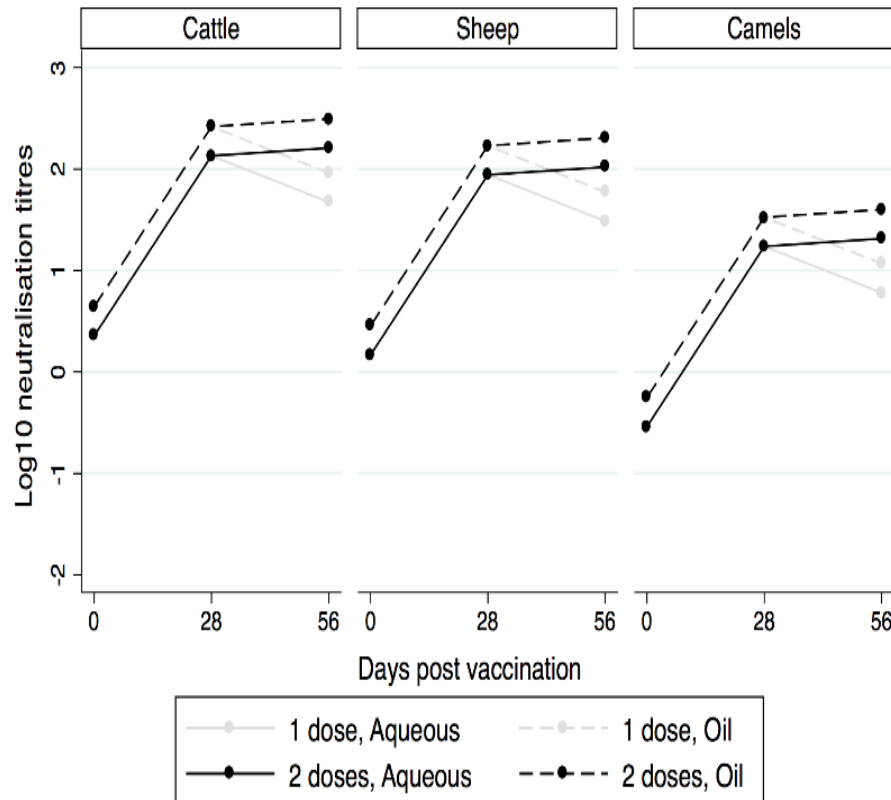 Cattle Sheep Camels
Log10 neutralisation titres
3
2
1
0
-1
-2
0 28 56 0 28 56 0 28 56
Days post vaccination
1 dose, Aqueous 1 dose, Oil
2 doses, Aqueous 2 doses, Oil